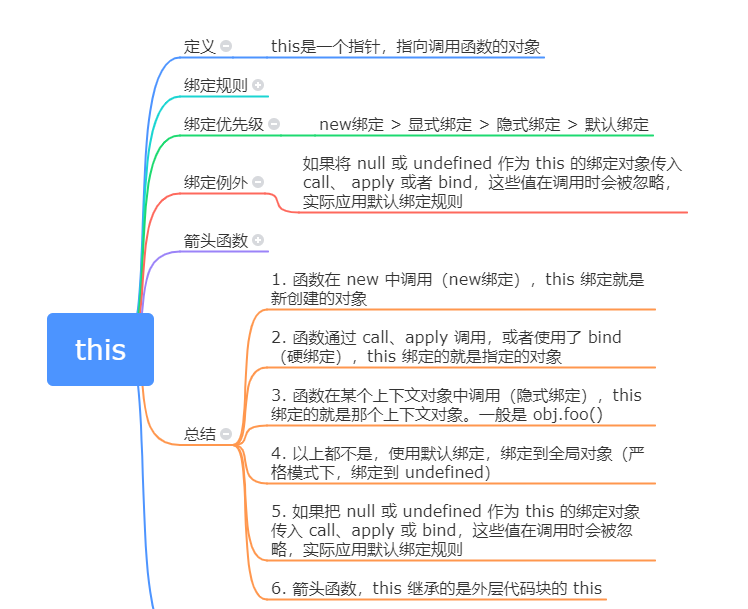 定义
this是一个指针，指向调用函数的对象
绑定规则
绑定优先级
new绑定 > 显式绑定 > 隐式绑定 > 默认绑定
绑定例外
如果将 null 或 undefined 作为 this 的绑定对象传入
call、 apply 或者 bind，这些值在调用时会被忽略，
实际应用默认绑定规则
箭头函数
this
总结
1. 函数在 new 中调用（new绑定），this 绑定就是
新创建的对象
2. 函数通过 call、apply 调用，或者使用了 bind
（硬绑定），this 绑定的就是指定的对象
3. 函数在某个上下文对象中调用（隐式绑定），this
绑定的就是那个上下文对象。一般是 obj.foo()
4. 以上都不是，使用默认绑定，绑定到全局对象（严
格模式下，绑定到 undefined）
5. 如果把 null 或 undefined 作为 this 的绑定对象
传入 call、apply 或 bind，这些值在调用时会被忽
略，实际应用默认绑定规则
6. 箭头函数，this 继承的是外层代码块的 this